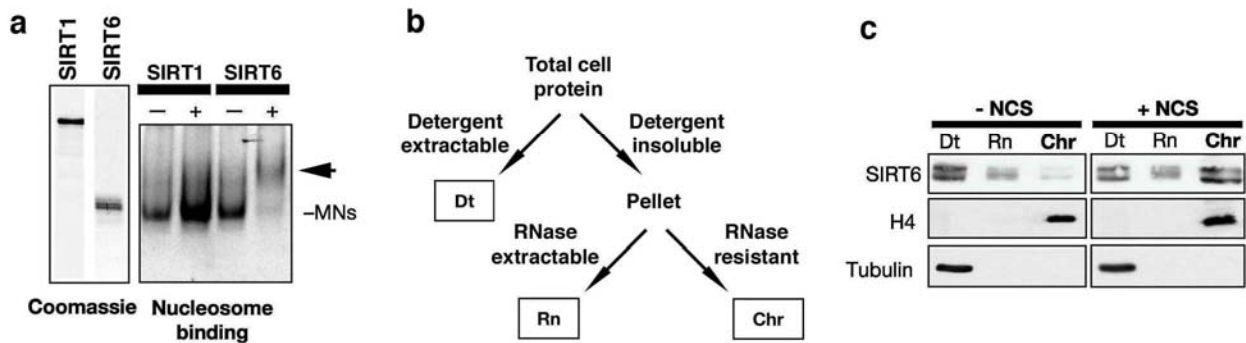 a
SIRT1
SIRT6
SIRT1 SIRT6
– + – +
–MNs
Coomassie
Nucleosome
binding
b
Total cell
protein
Detergent
extractable
Detergent
insoluble
Dt
Pellet
RNase
extractable
RNase
resistant
Rn
Chr
c
- NCS + NCS
Dt Rn Chr Dt Rn Chr
SIRT6
H4
Tubulin